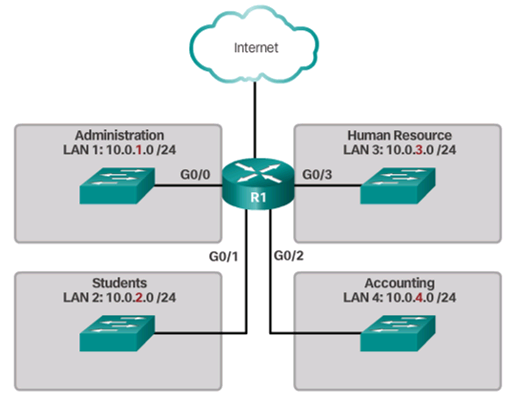 Internet
Administration
LAN 1: 10.0.1.0 /24
Human Resource
LAN 3: 10.0.3.0 /24
G0/0
G0/3
R1
G0/1
G0/2
Students
LAN 2: 10.0.2.0 /24
Accounting
LAN 4: 10.0.4.0 /24